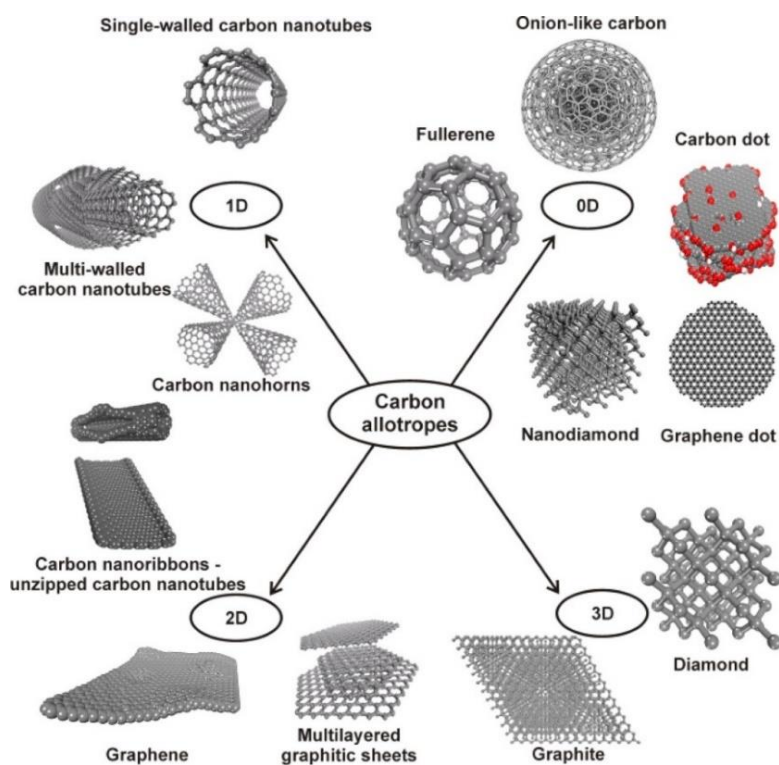 Single-walled carbon nanotubes
Onion-like carbon
Fullerene
Carbon dot
1D
0D
Multi-walled
carbon nanotubes
Carbon nanohorns
Carbon
allotropes
Nanodiamond
Graphene dot
Carbon nanoribbons -
unzipped carbon nanotubes
2D
3D
Diamond
Graphene
Multilayered
graphitic sheets
Graphite